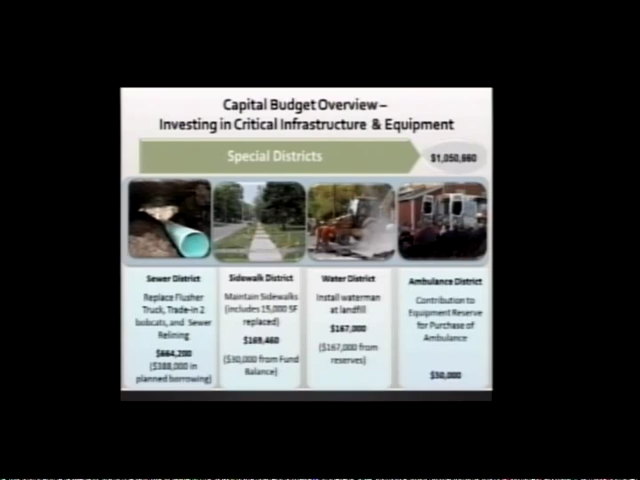 Capital Budget Overview –
Investing in Critical Infrastructure & Equipment
Special Districts
$1,050,660
Sewer District
Replace Flusher
Truck, Trade-in 2
bobcats, and Sewer
Relining
$664,200
($388,000 in
planned borrowing)
Sidewalk District
Maintain Sidewalks
(includes 15,000 SF
replaced)
$169,460
($30,000 from Fund
Balance)
Water District
Install waterman
at landfill
$167,000
($167,000 from
reserves)
Ambulance District
Contribution to
Equipment Reserve
for Purchase of
Ambulance
$50,000